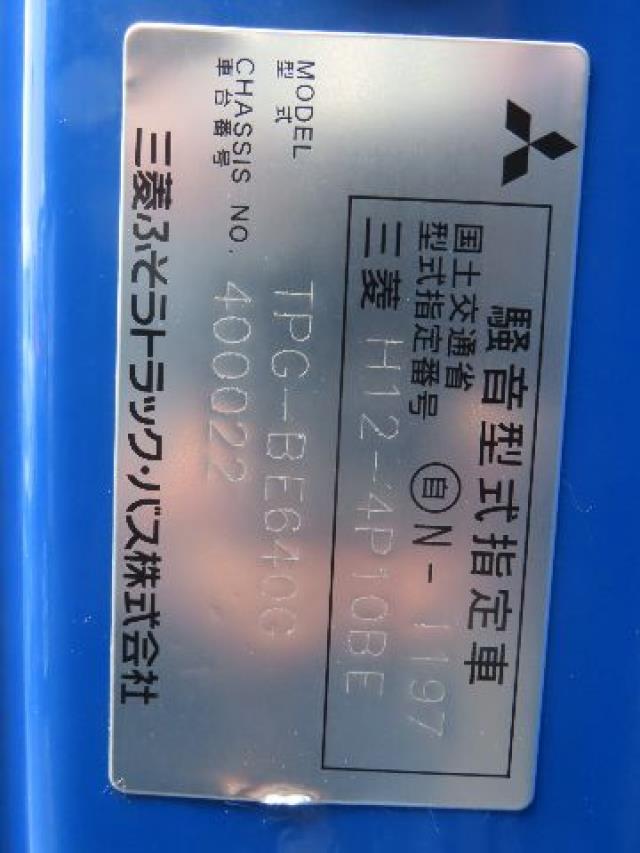 騒音型式指定車
国土交通省
型式指定番号 自N-1197
三菱 H12-4P10BE
MODEL
型式 TPG-BE640G
CHASSIS NO.
車台番号 400022
三菱ふそうトラック・バス株式会社